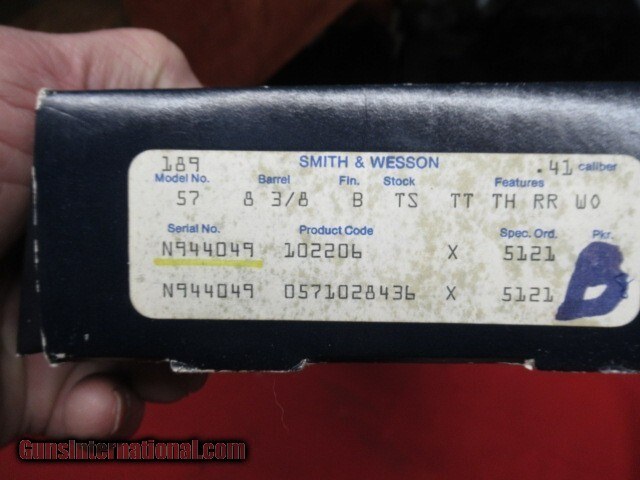 189 SMITH & WESSON .41 caliber
Model No. Barrel Fin. Stock Features
57 8 3/8 B TS TT TH RR WO
Serial No. Product Code Spec. Ord. Pkr.
N944049 102206 X 5121
N944049 0571028436 X 5121
B
GunsInternational.com